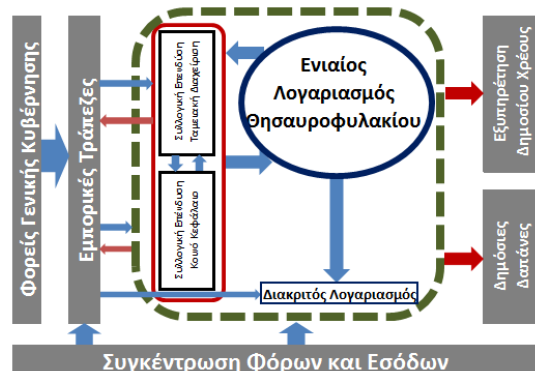 Φορείς Γενικής Κυβέρνησης
Εμπορικές Τράπεζες
Συλλογική Επένδυση
Ταμειακή Διαχείριση
Συλλογική Επένδυση
Κοινό Κεφάλαιο
Ενιαίος
Λογαριασμός
Θησαυροφυλακίου
Διακριτός Λογαριασμός
Εξυπηρέτηση
Δημοσίου Χρέους
Δημόσιες
Δαπάνες
Συγκέντρωση Φόρων και Εσόδων